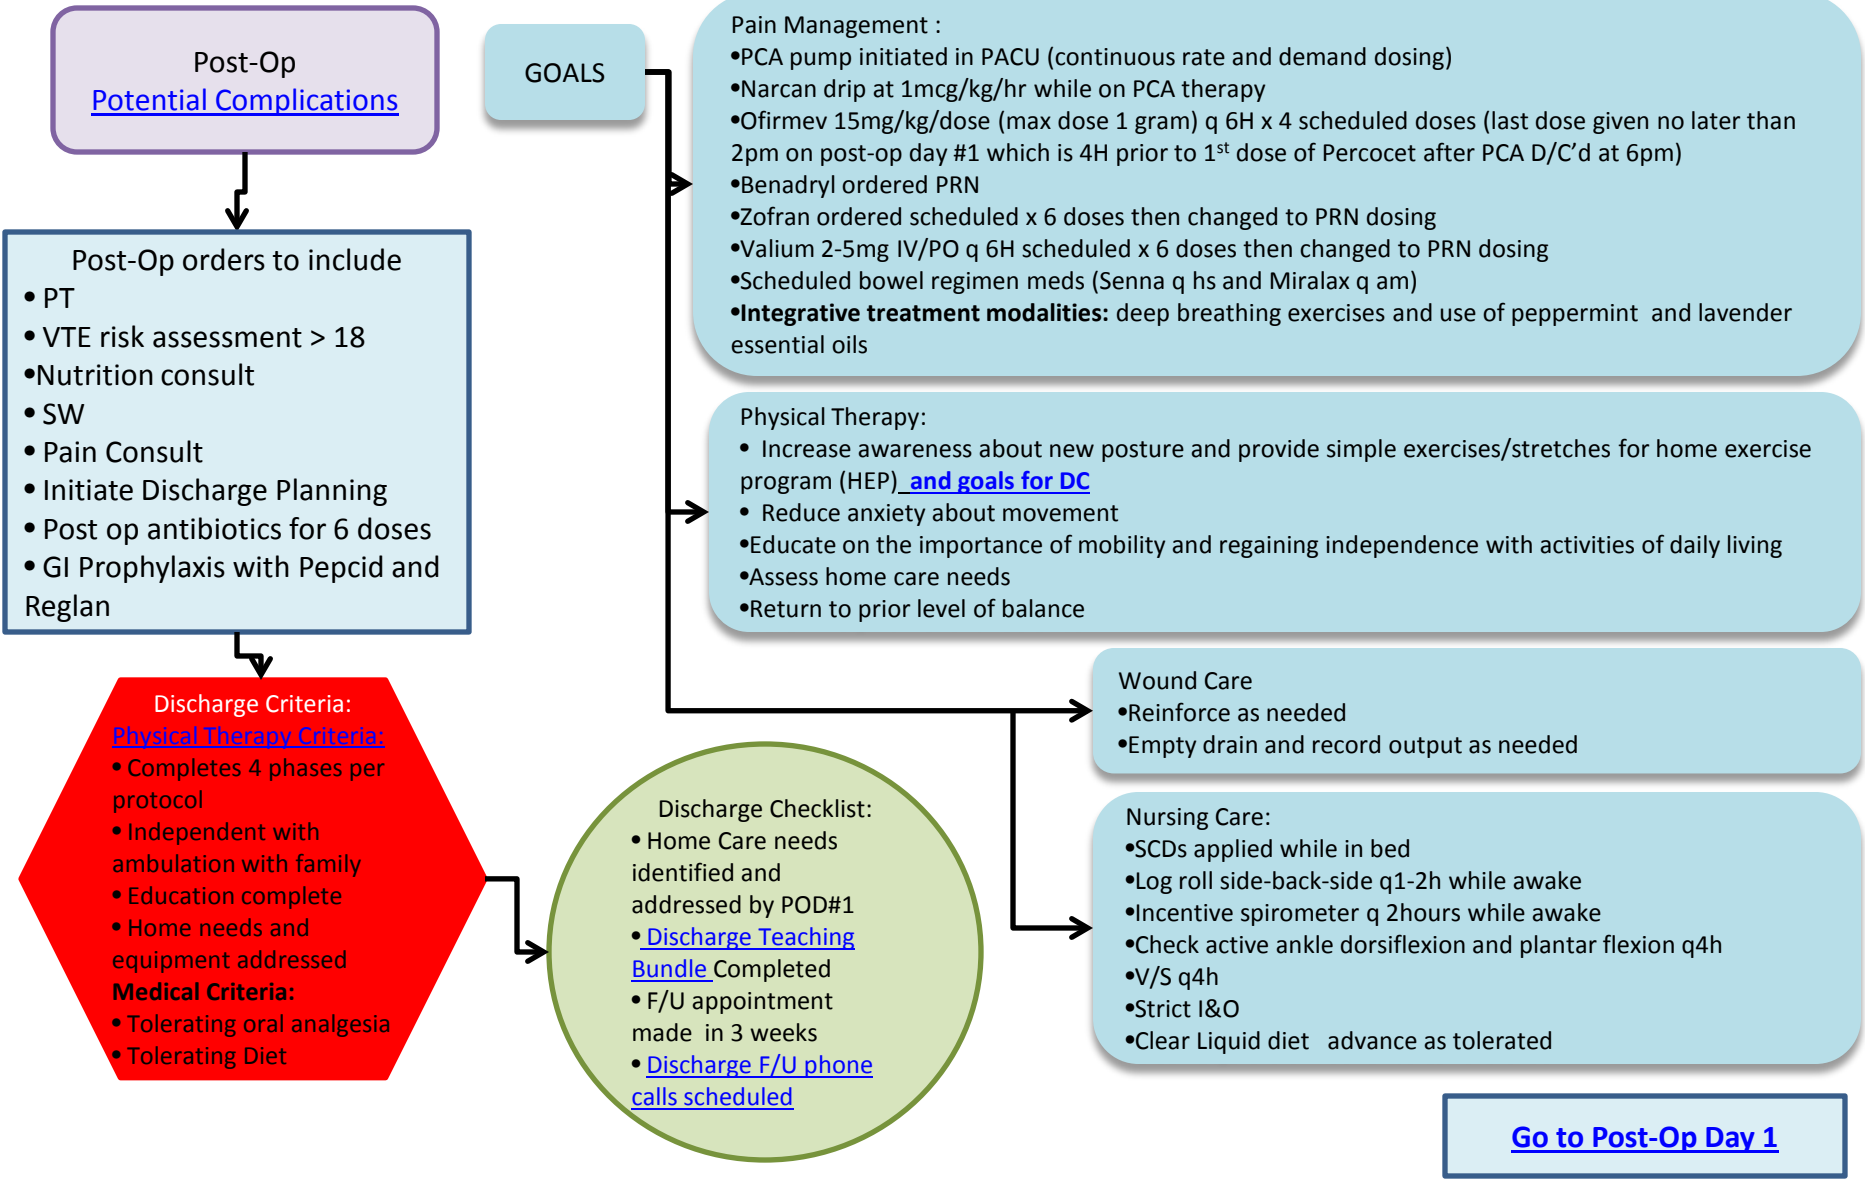 Post-Op
Potential Complications
Post-Op orders to include
• PT
• VTE risk assessment > 18
•Nutrition consult
• SW
• Pain Consult
• Initiate Discharge Planning
• Post op antibiotics for 6 doses
• GI Prophylaxis with Pepcid and
Reglan
Discharge Criteria:
Physical Therapy Criteria:
• Completes 4 phases per
protocol
• Independent with
ambulation with family
• Education complete
• Home needs and
equipment addressed
Medical Criteria:
• Tolerating oral analgesia
• Tolerating Diet
Discharge Checklist:
• Home Care needs
identified and
addressed by POD#1
• Discharge Teaching
Bundle Completed
• F/U appointment
made in 3 weeks
• Discharge F/U phone
calls scheduled
GOALS
Pain Management :
•PCA pump initiated in PACU (continuous rate and demand dosing)
•Narcan drip at 1mcg/kg/hr while on PCA therapy
•Ofirmev 15mg/kg/dose (max dose 1 gram) q 6H x 4 scheduled doses (last dose given no later than
2pm on post-op day #1 which is 4H prior to 1st dose of Percocet after PCA D/C’d at 6pm)
•Benadryl ordered PRN
•Zofran ordered scheduled x 6 doses then changed to PRN dosing
•Valium 2-5mg IV/PO q 6H scheduled x 6 doses then changed to PRN dosing
•Scheduled bowel regimen meds (Senna q hs and Miralax q am)
•Integrative treatment modalities: deep breathing exercises and use of peppermint and lavender
essential oils
Physical Therapy:
• Increase awareness about new posture and provide simple exercises/stretches for home exercise
program (HEP) and goals for DC
• Reduce anxiety about movement
•Educate on the importance of mobility and regaining independence with activities of daily living
•Assess home care needs
•Return to prior level of balance
Wound Care
•Reinforce as needed
•Empty drain and record output as needed
Nursing Care:
•SCDs applied while in bed
•Log roll side-back-side q1-2h while awake
•Incentive spirometer q 2hours while awake
•Check active ankle dorsiflexion and plantar flexion q4h
•V/S q4h
•Strict I&O
•Clear Liquid diet advance as tolerated
Go to Post-Op Day 1